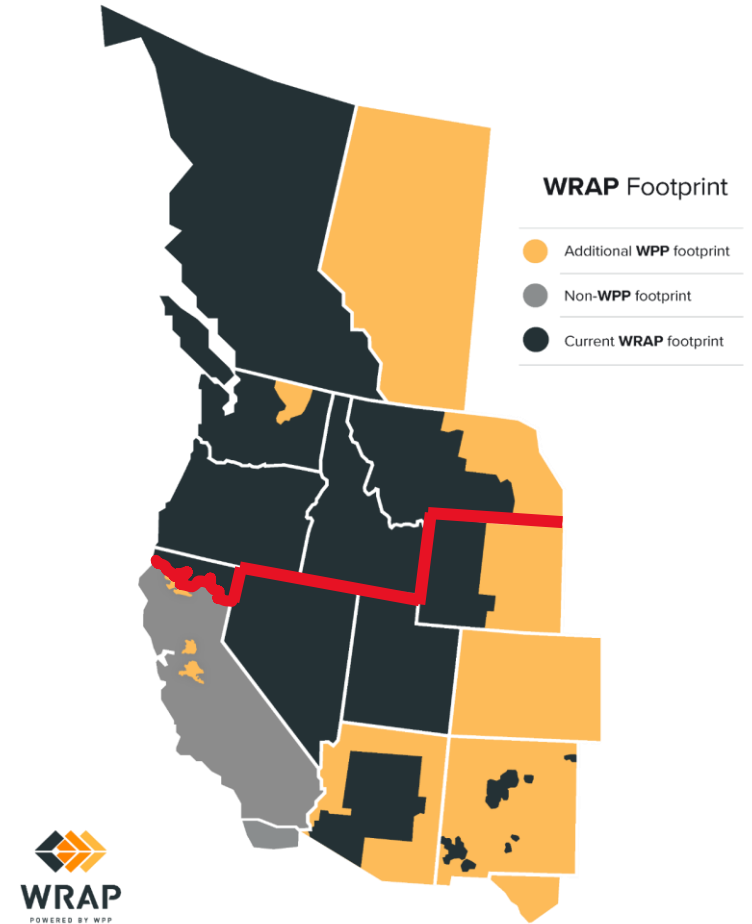 WRAP Footprint
Additional WPP footprint
Non-WPP footprint
Current WRAP footprint
WRAP
POWERED BY WPP